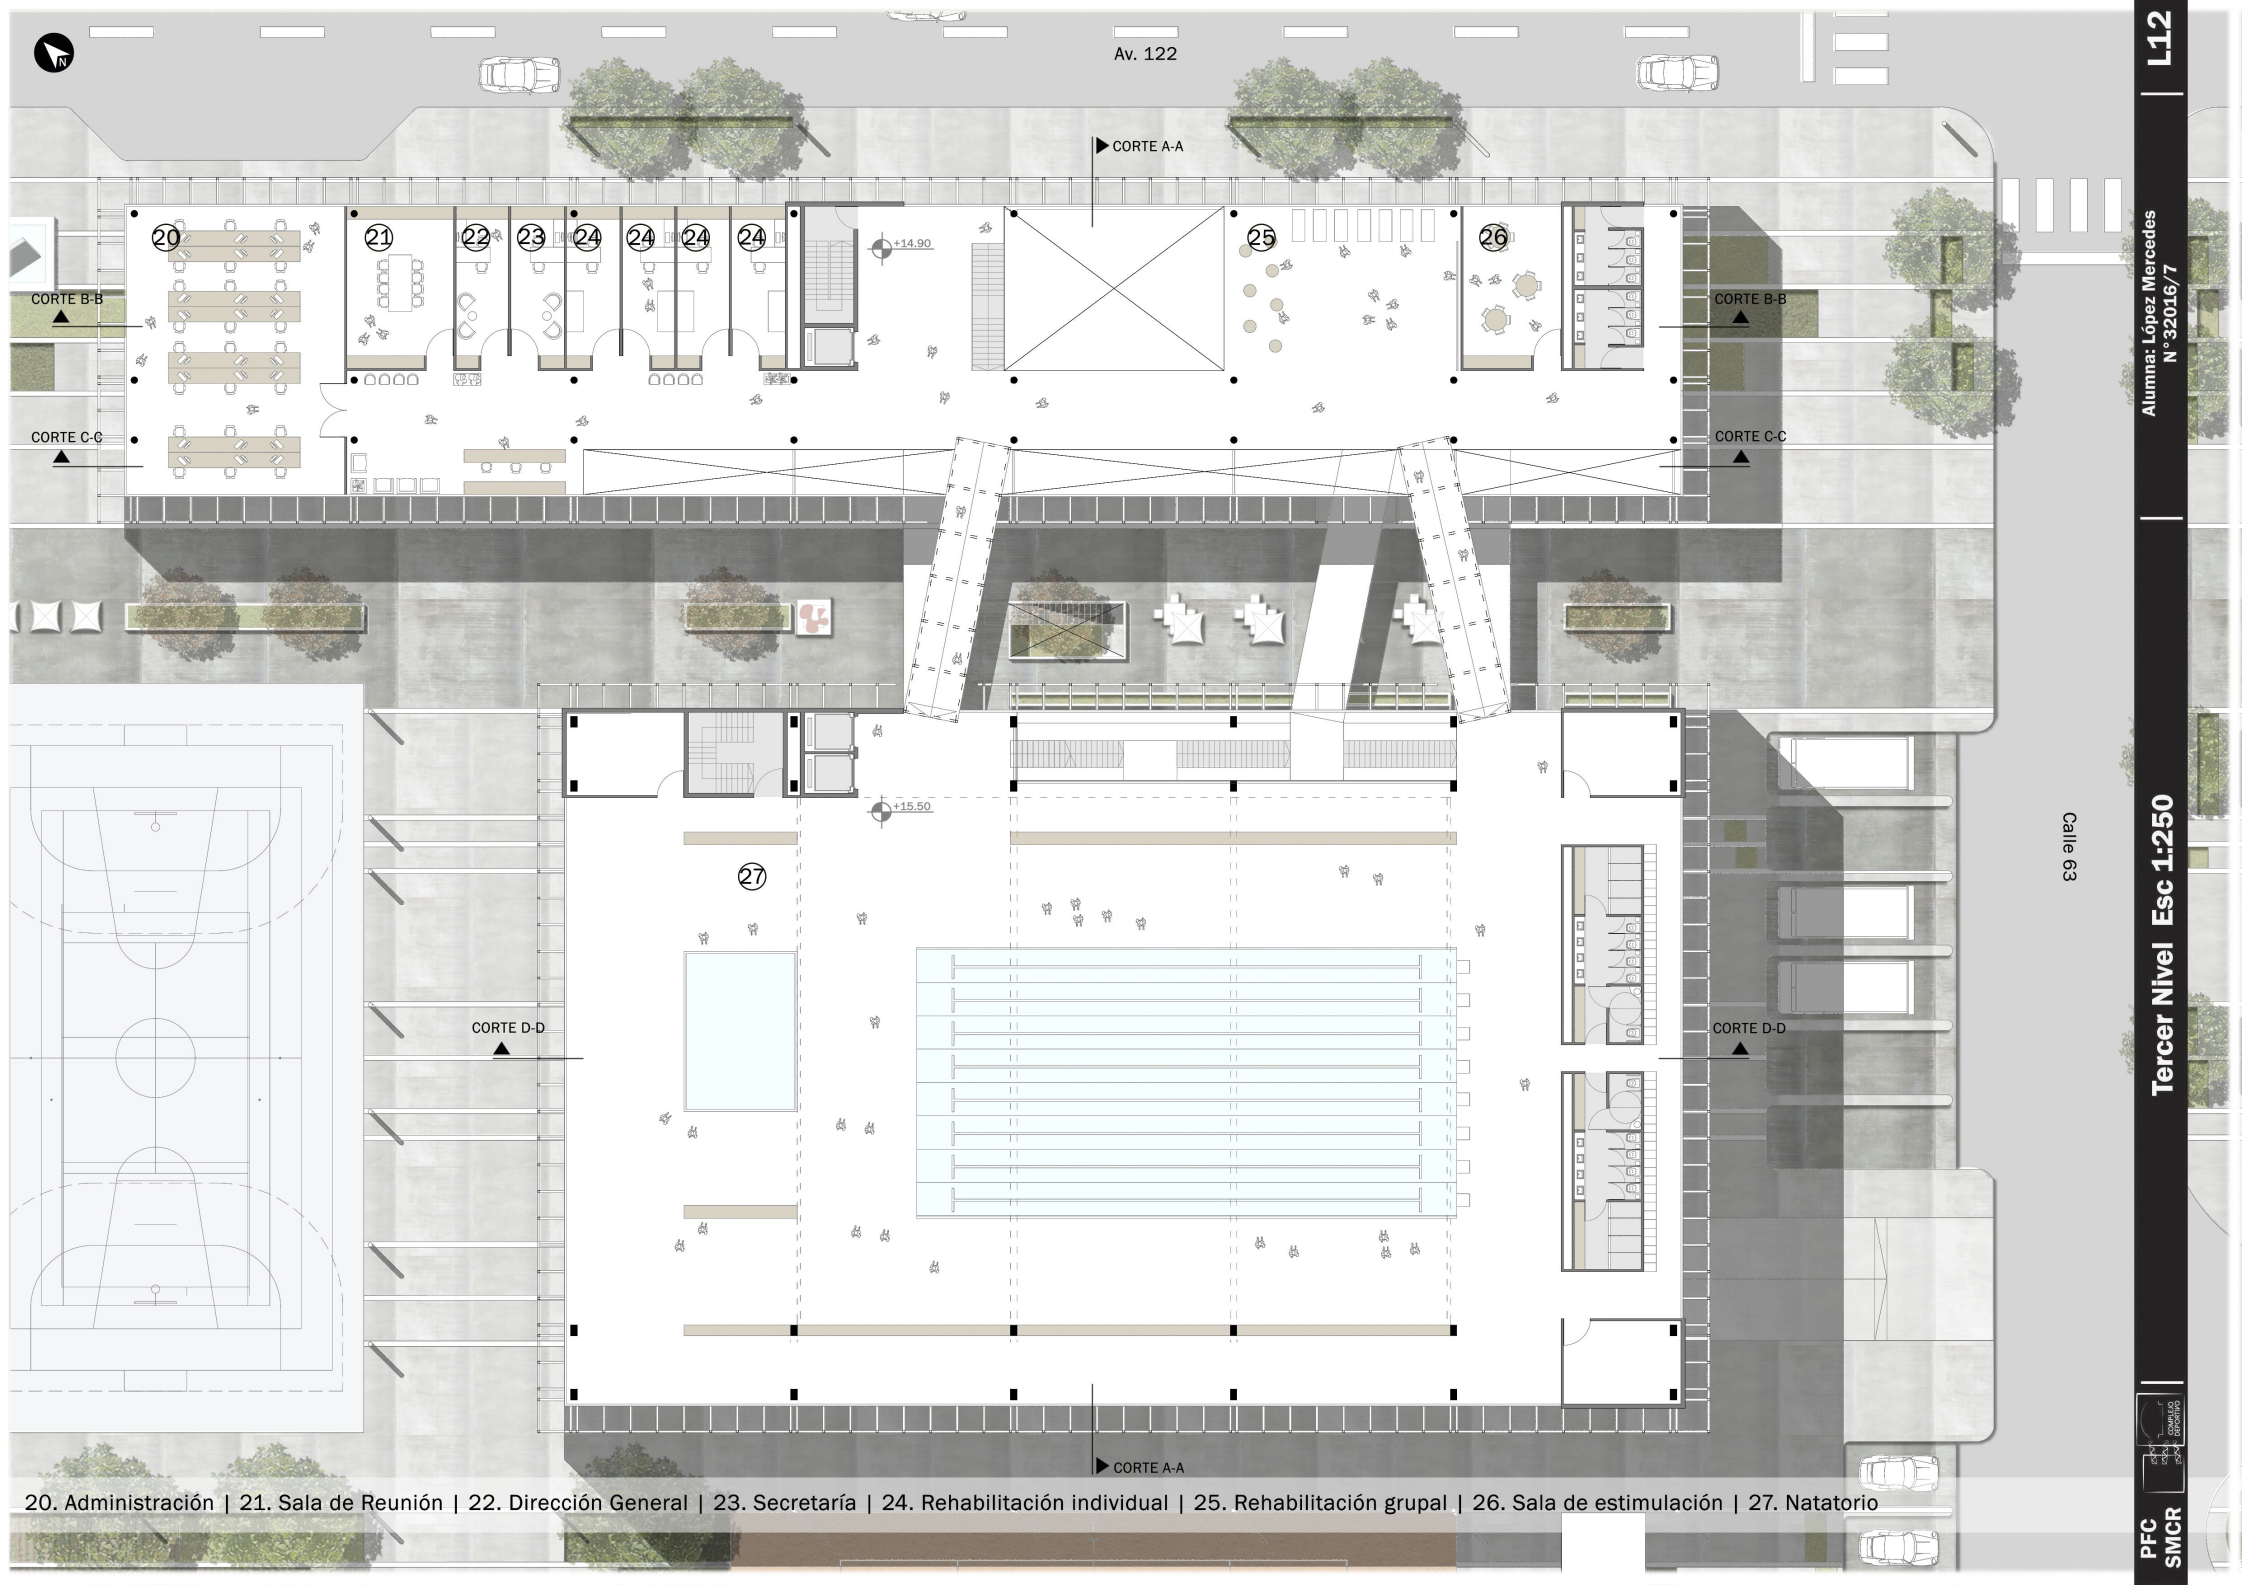 N
Av. 122
CORTE A-A
20
21
22
23
24
24
24
24
+14.90
25
26
CORTE B-B
CORTE B-B
CORTE C-C
CORTE C-C
+15.50
27
CORTE D-D
CORTE D-D
Calle 63
CORTE A-A
20. Administración | 21. Sala de Reunión | 22. Dirección General | 23. Secretaría | 24. Rehabilitación individual | 25. Rehabilitación grupal | 26. Sala de estimulación | 27. Natatorio
L12
Alumna: López Mercedes
N°32016/7
Tercer Nivel Esc 1:250
COMPLEJO
DEPORTIVO
PFC
SMCR